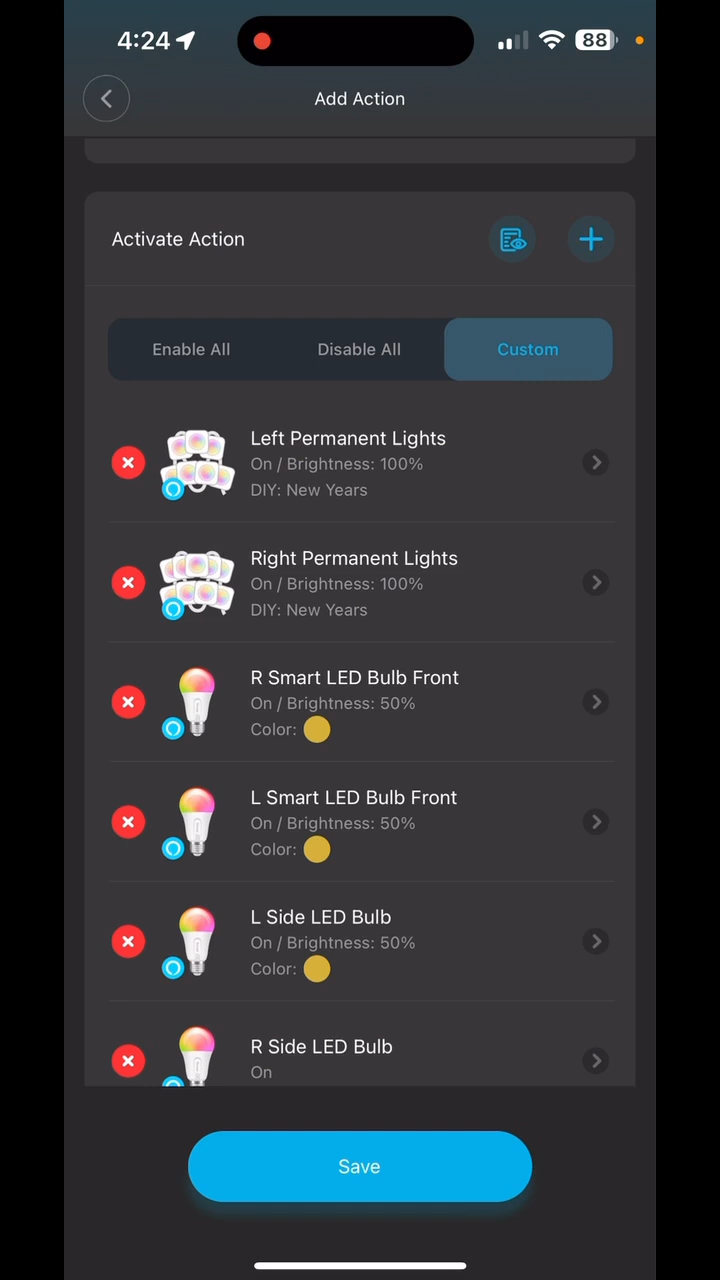 4:24
88
Add Action
Activate Action
Enable All
Disable All
Custom
Left Permanent Lights
On / Brightness: 100%
DIY: New Years
Right Permanent Lights
On / Brightness: 100%
DIY: New Years
R Smart LED Bulb Front
On / Brightness: 50%
Color:
L Smart LED Bulb Front
On / Brightness: 50%
Color:
L Side LED Bulb
On / Brightness: 50%
Color:
R Side LED Bulb
On
Save